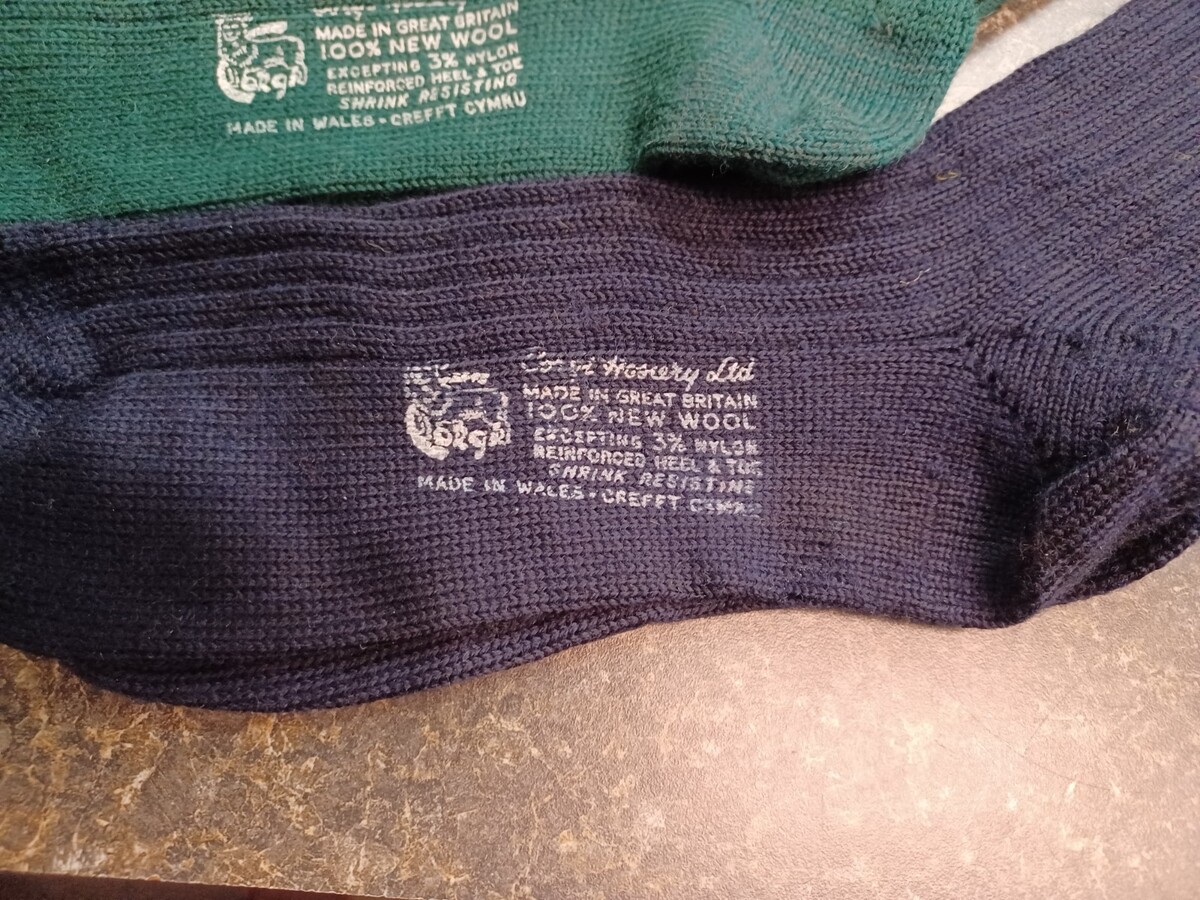 MADE IN GREAT BRITAIN
100% NEW WOOL
EXCEPTING 3% NYLON
REINFORCED HEEL & TOE
SHRINK RESISTING
MADE IN WALES - CREFFT CYMRU
CORGI
Hosiery Ltd
MADE IN GREAT BRITAIN
100% NEW WOOL
EXCEPTING 3% NYLON
REINFORCED HEEL & TOE
SHRINK RESISTING
CORGI
MADE IN WALES - CREFFT CYMRU